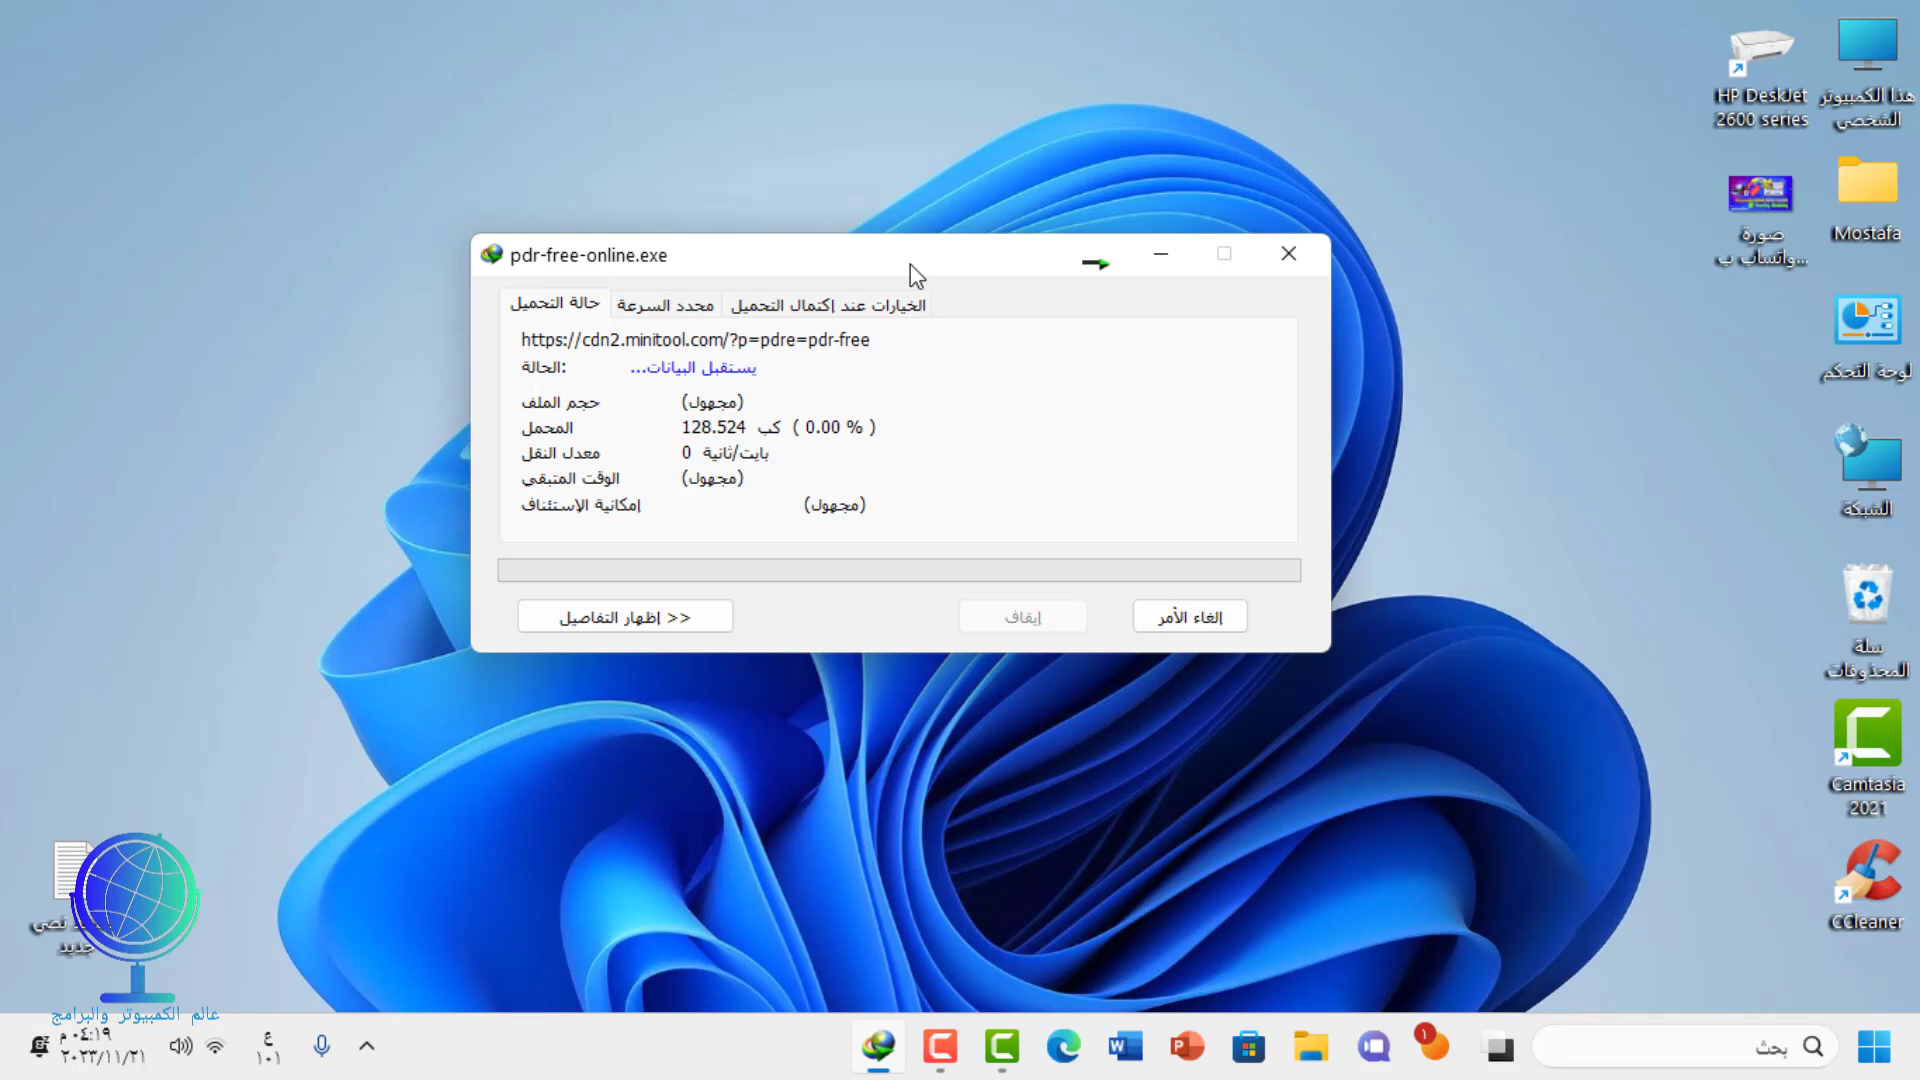 HP DeskJet
2600 series
هذا الكمبيوتر
الشخصي
صورة
واتساب ب...
Mostafa
لوحة التحكم
الشبكة
سلة
المحذوفات
Camtasia
2021
CCleaner
pdr-free-online.exe
حالة التحميل
محدد السرعة
الخيارات عند إكتمال التحميل
https://cdn2.minitool.com/?p=pdre=pdr-free
الحالة:
يستقبل البيانات...
حجم الملف
(مجهول)
المحمل
128.524 كب ( 0.00 % )
معدل النقل
0 بايت/ثانية
الوقت المتبقي
(مجهول)
إمكانية الإستئناف
(مجهول)
<< إظهار التفاصيل
إيقاف
إلغاء الأمر
نصي
جديد
عالم الكمبيوتر والبرامج
٠٤:١٩ م
٢٠٢٣/١١/٢١
ع
١٠١
١
بحث